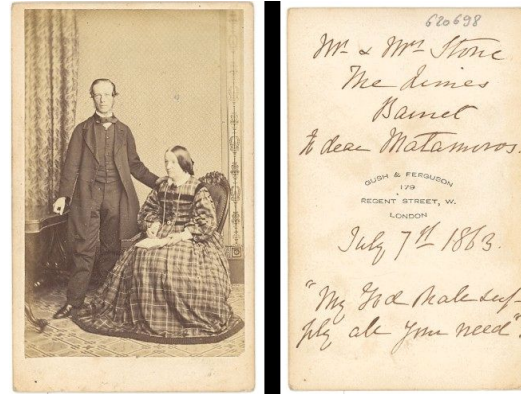 620698
Mr. & Mrs Stone
The Limes
Barnet
to dear Matamoros.
GUSH & FERGUSON
179
REGENT STREET, W.
LONDON
July 7th 1863.
"My God shall sup-
ply all your need".